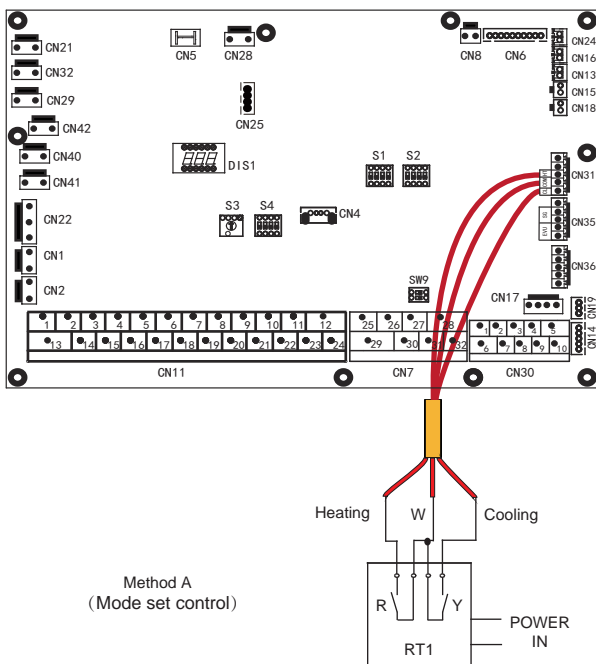 CN21
CN5
CN28
CN8
CN6
CN24
CN16
CN13
CN15
CN18
CN32
CN29
CN25
CN42
CN40
CN41
DIS1
S1 S2
CN31
CN22
S3 S4
CN4
SG
EVU
CN35
CN1
CN36
CN2
SW9
CN17
CN19
CN14
1 2 3 4 5 6 7 8 9 10 11 12
25 26 27 28
1 2 3 4 5
13 14 15 16 17 18 19 20 21 22 23 24
29 30 31 32
6 7 8 9 10
CN11
CN7
CN30
Heating W Cooling
Method A
(Mode set control)
R Y
RT1
POWER
IN